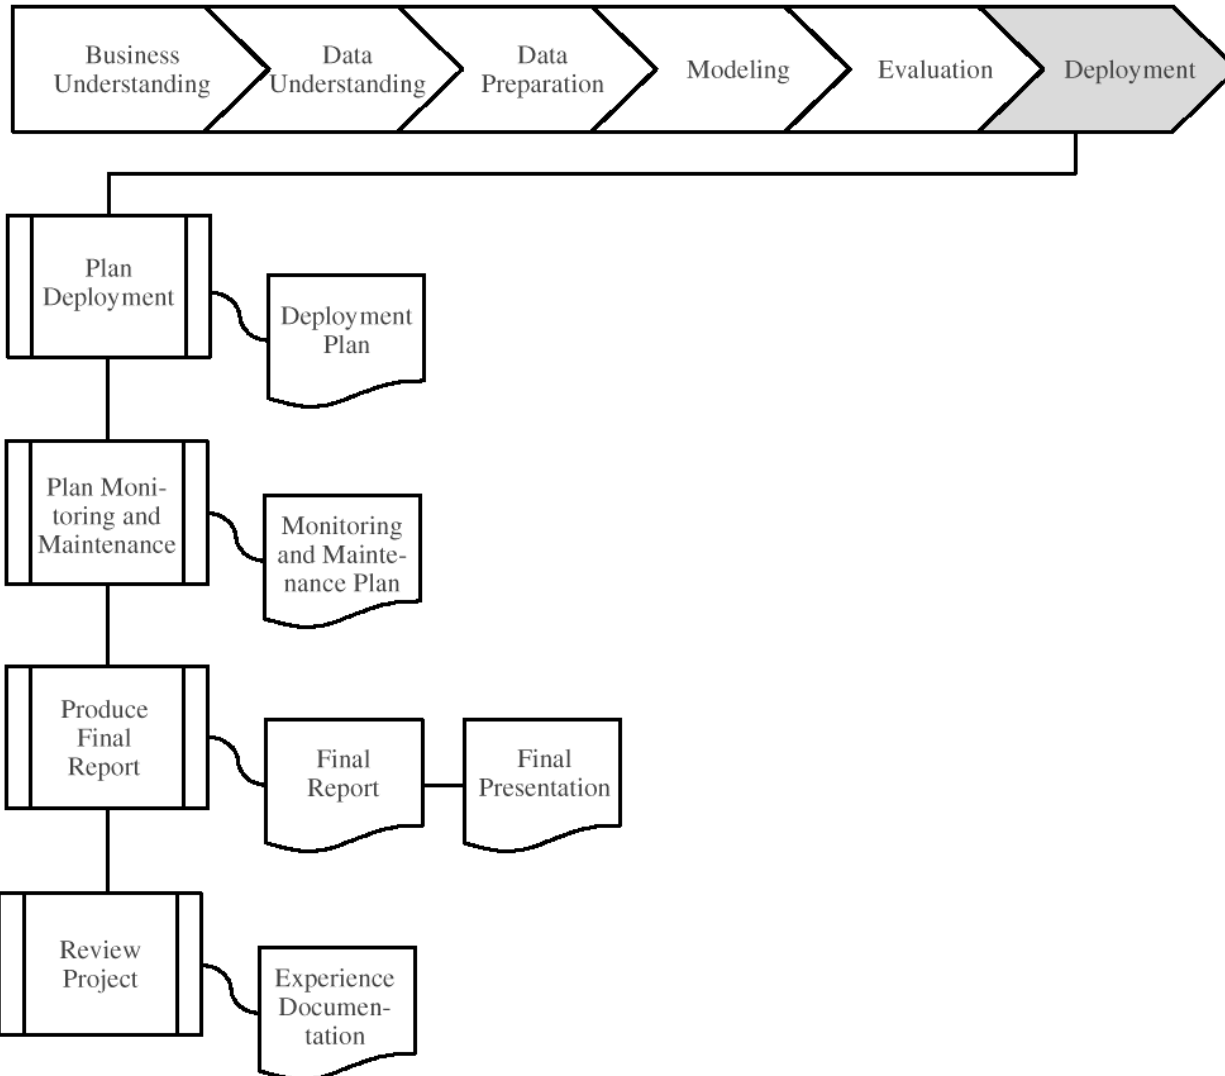 Business
Understanding
Data
Understanding
Data
Preparation
Modeling
Evaluation
Deployment
Plan
Deployment
Deployment
Plan
Plan Moni-
toring and
Maintenance
Monitoring
and Mainte-
nance Plan
Produce
Final
Report
Final
Report
Final
Presentation
Review
Project
Experience
Documen-
tation